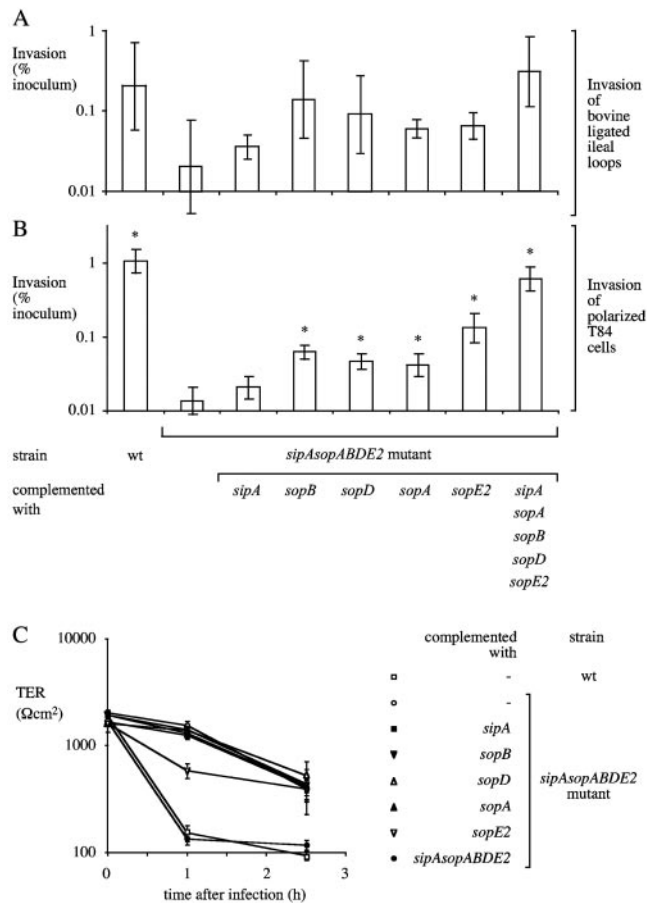 A
1
Invasion
(%
inoculum)
0.1
0.01
Invasion
of
bovine
ligated
ileal
loops
B
*
1
Invasion
(%
inoculum)
* * * * *
0.1
0.01
Invasion
of
polarized
T84
cells
strain wt sipAsopABDE2 mutant
complemented sipA sopB sopD sopA sopE2 sipA
with sopA
sopB
sopD
sopE2
C
10000
TER
(Ωcm²)
1000
100
0 1 2 3
time after infection (h)
complemented strain
with
- wt
-
sipA
sopB
sopD
sopA
sopE2
sipAsopABDE2
sipAsopABDE2
mutant